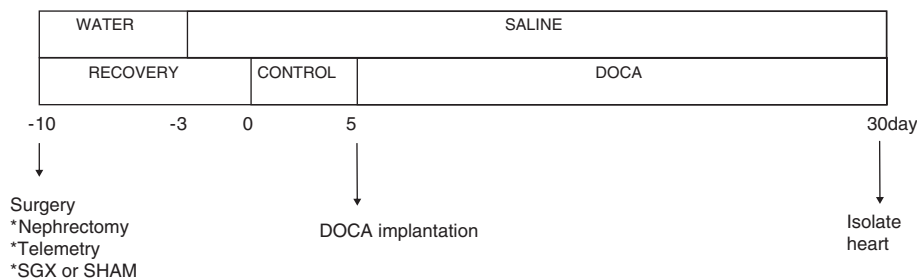 WATER SALINE
RECOVERY CONTROL DOCA
-10 -3 0 5 30day
Surgery
*Nephrectomy
*Telemetry
*SGX or SHAM
DOCA implantation
Isolate
heart